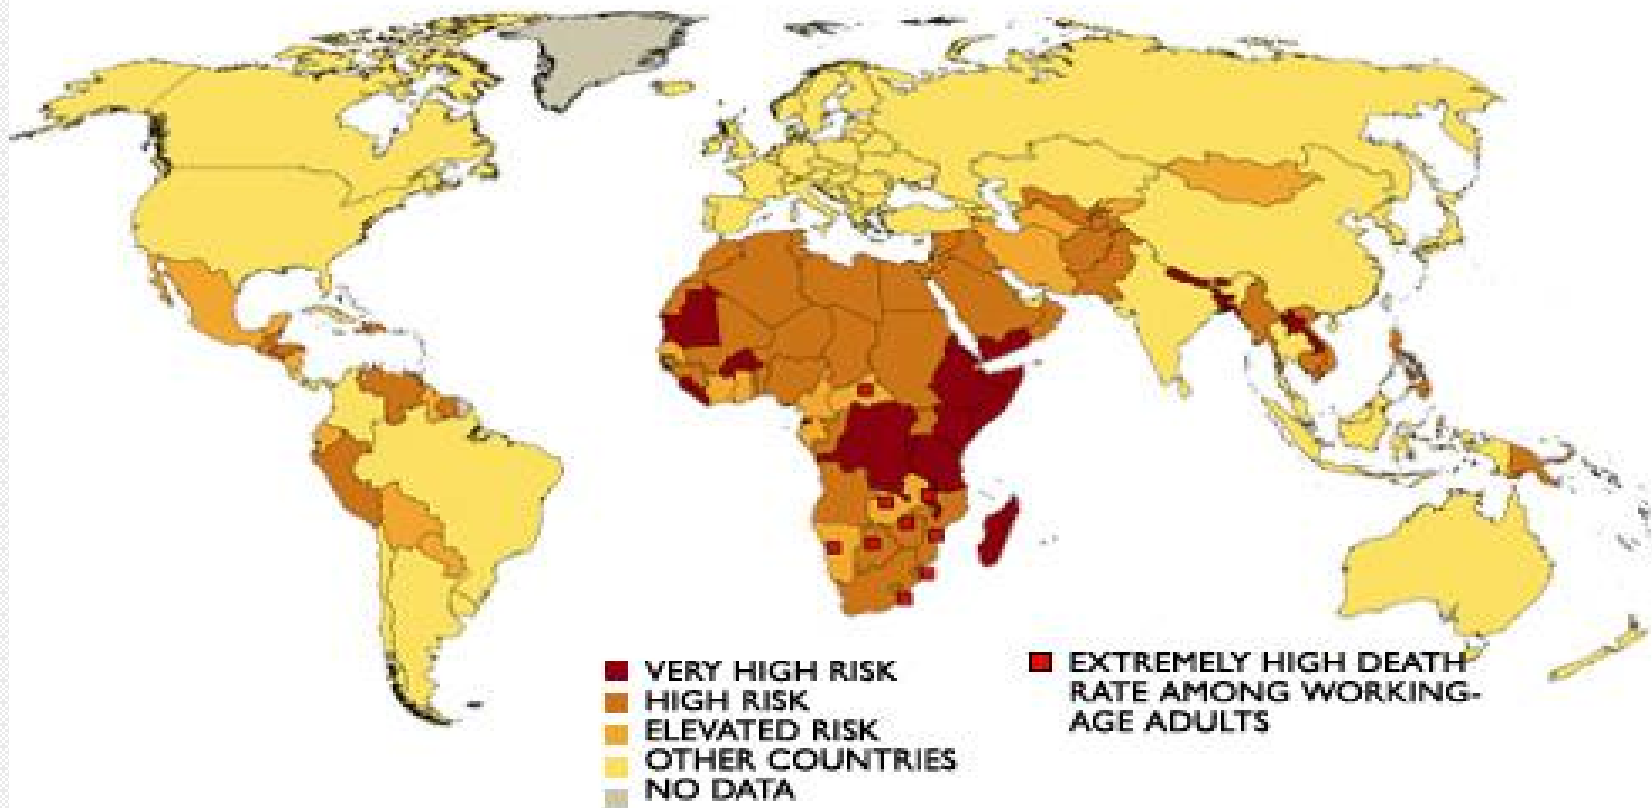 VERY HIGH RISK
HIGH RISK
ELEVATED RISK
OTHER COUNTRIES
NO DATA
EXTREMELY HIGH DEATH
RATE AMONG WORKING-
AGE ADULTS